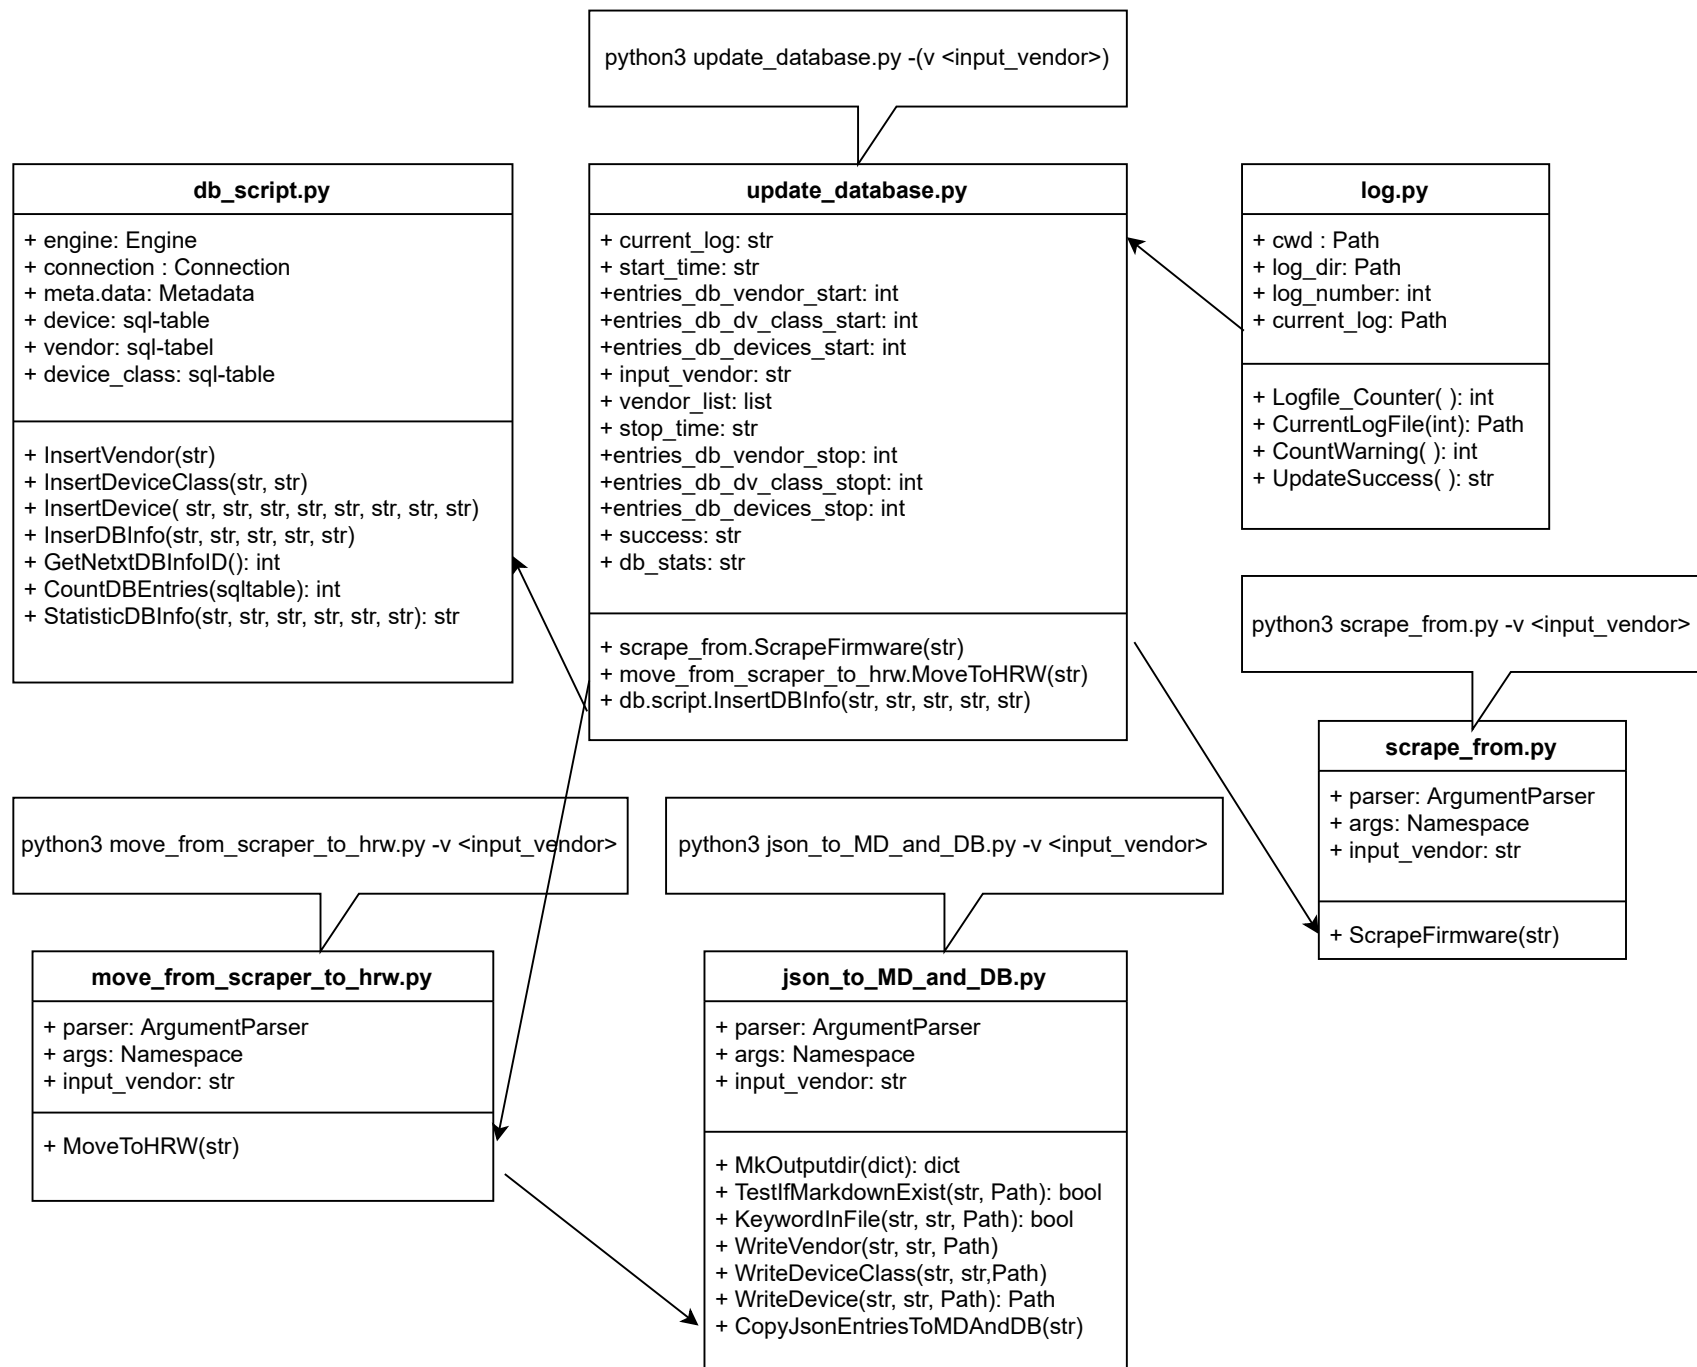 python3 update_database.py -(v <input_vendor>)
db_script.py
+ engine: Engine
+ connection : Connection
+ meta.data: Metadata
+ device: sql-table
+ vendor: sql-tabel
+ device_class: sql-table
+ InsertVendor(str)
+ InsertDeviceClass(str, str)
+ InsertDevice( str, str, str, str, str, str, str, str)
+ InserDBInfo(str, str, str, str, str)
+ GetNetxtDBInfoID(): int
+ CountDBEntries(sqltable): int
+ StatisticDBInfo(str, str, str, str, str, str): str
update_database.py
+ current_log: str
+ start_time: str
+entries_db_vendor_start: int
+entries_db_dv_class_start: int
+entries_db_devices_start: int
+ input_vendor: str
+ vendor_list: list
+ stop_time: str
+entries_db_vendor_stop: int
+entries_db_dv_class_stopt: int
+entries_db_devices_stop: int
+ success: str
+ db_stats: str
+ scrape_from.ScrapeFirmware(str)
+ move_from_scraper_to_hrw.MoveToHRW(str)
+ db.script.InsertDBInfo(str, str, str, str, str)
log.py
+ cwd : Path
+ log_dir: Path
+ log_number: int
+ current_log: Path
+ Logfile_Counter( ): int
+ CurrentLogFile(int): Path
+ CountWarning( ): int
+ UpdateSuccess( ): str
python3 scrape_from.py -v <input_vendor>
scrape_from.py
+ parser: ArgumentParser
+ args: Namespace
+ input_vendor: str
+ ScrapeFirmware(str)
python3 move_from_scraper_to_hrw.py -v <input_vendor>
move_from_scraper_to_hrw.py
+ parser: ArgumentParser
+ args: Namespace
+ input_vendor: str
+ MoveToHRW(str)
python3 json_to_MD_and_DB.py -v <input_vendor>
json_to_MD_and_DB.py
+ parser: ArgumentParser
+ args: Namespace
+ input_vendor: str
+ MkOutputdir(dict): dict
+ TestIfMarkdownExist(str, Path): bool
+ KeywordInFile(str, str, Path): bool
+ WriteVendor(str, str, Path)
+ WriteDeviceClass(str, str,Path)
+ WriteDevice(str, str, Path): Path
+ CopyJsonEntriesToMDAndDB(str)